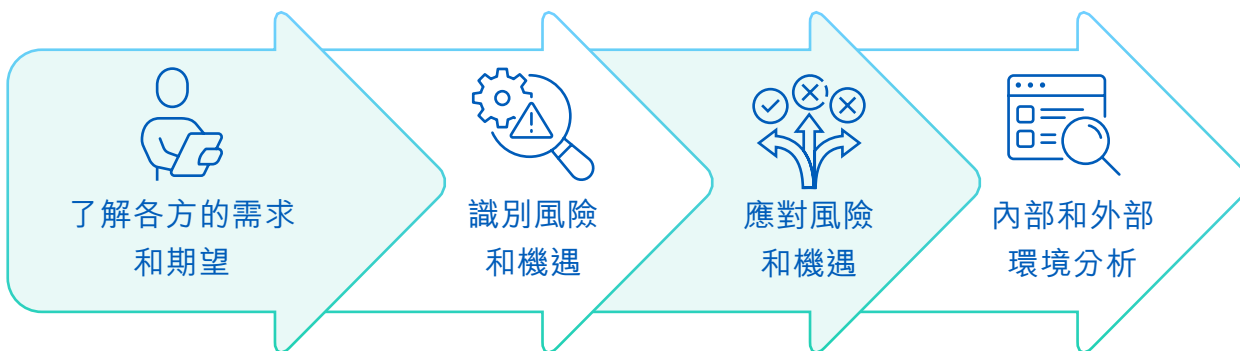 了解各方的需求
和期望
識別風險
和機遇
應對風險
和機遇
內部和外部
環境分析